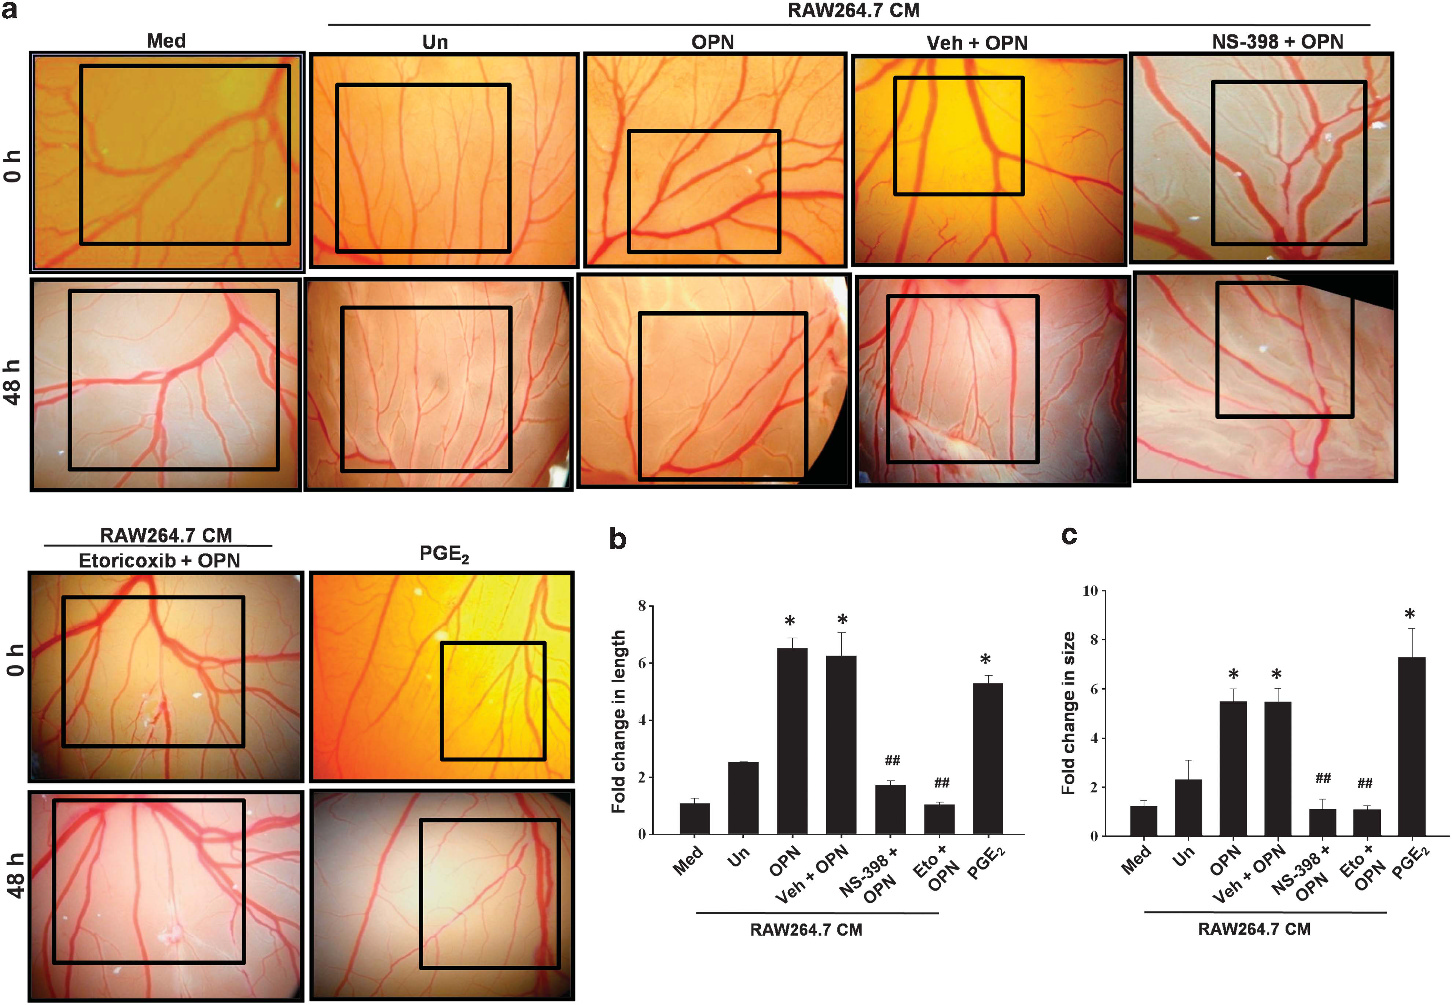 a
RAW264.7 CM
Med Un OPN Veh + OPN NS-398 + OPN
0 h
48 h
RAW264.7 CM
Etoricoxib + OPN PGE2
0 h
48 h
b
Fold change in length
8
6
4
2
0
* * ## ## *
Med Un OPN Veh + OPN NS-398 + OPN Eto + OPN PGE2
RAW264.7 CM
c
Fold change in size
10
8
6
4
2
0
* * ## ## *
Med Un OPN Veh + OPN NS-398 + OPN Eto + OPN PGE2
RAW264.7 CM